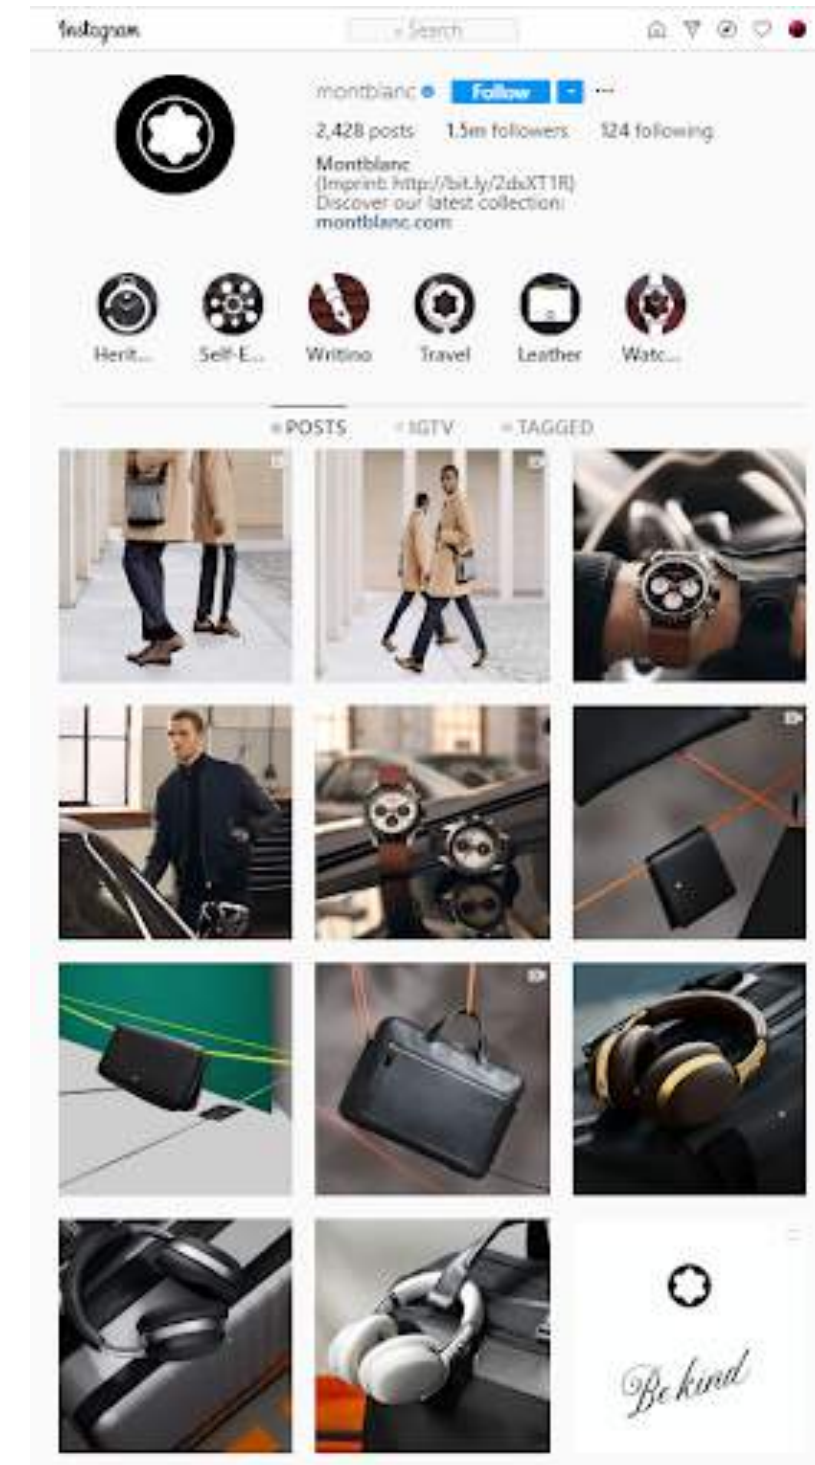 Instagram
Search
montblanc
Follow
2,428 posts 1.5m followers 124 following
Montblanc
(Imprint: http://bit.ly/2dsXT1R)
Discover our latest collection:
montblanc.com
Herit... Self-E... Writing Travel Leather Watc...
POSTS IGTV TAGGED
Be kind